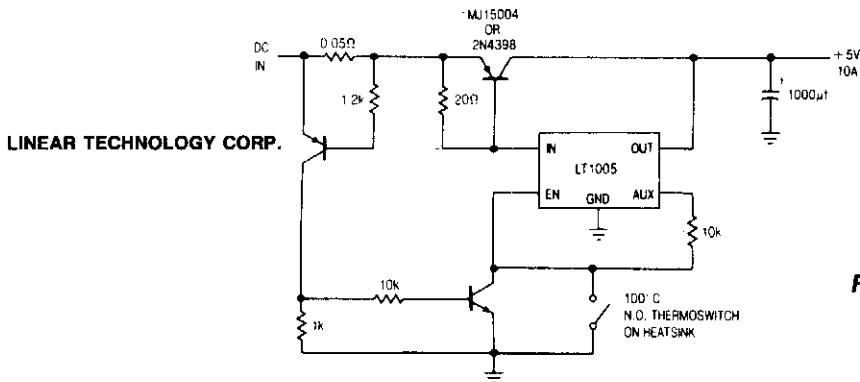 MJ15004
OR
2N4398
DC
IN
0.05Ω
+5V
10A
1.2k
20Ω
1000µf
LINEAR TECHNOLOGY CORP.
IN
OUT
LT1005
EN
GND
AUX
10k
10k
1k
100°C
N.O. THERMOSWITCH
ON HEATSINK